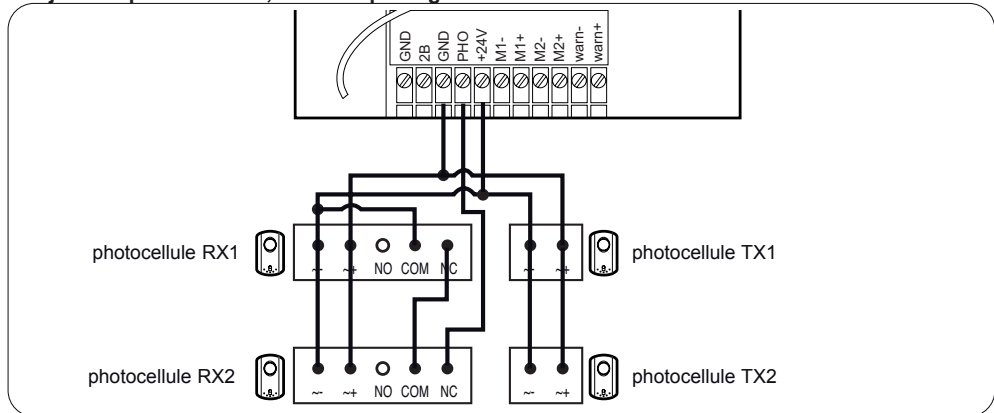 GND
2B
GND
PHO
+24V
M1-
M1+
M2-
M2+
warn-
warn+
photocellule RX1
~- ~+ NO COM NC
~- ~+
photocellule TX1
photocellule RX2
~- ~+ NO COM NC
~- ~+
photocellule TX2